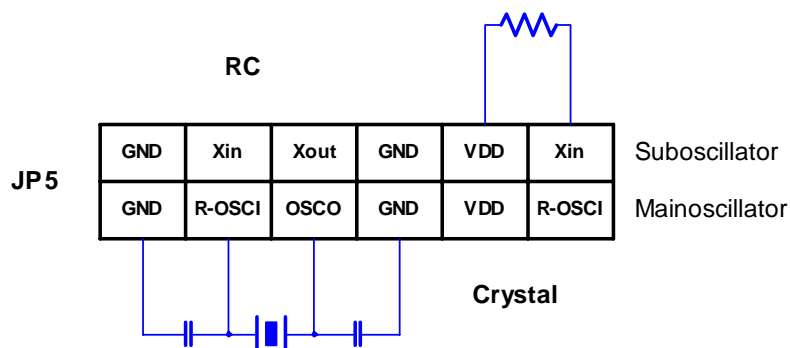 RC
GND Xin Xout GND VDD Xin Suboscillator
JP5
GND R-OSCI OSCO GND VDD R-OSCI Mainoscillator
Crystal